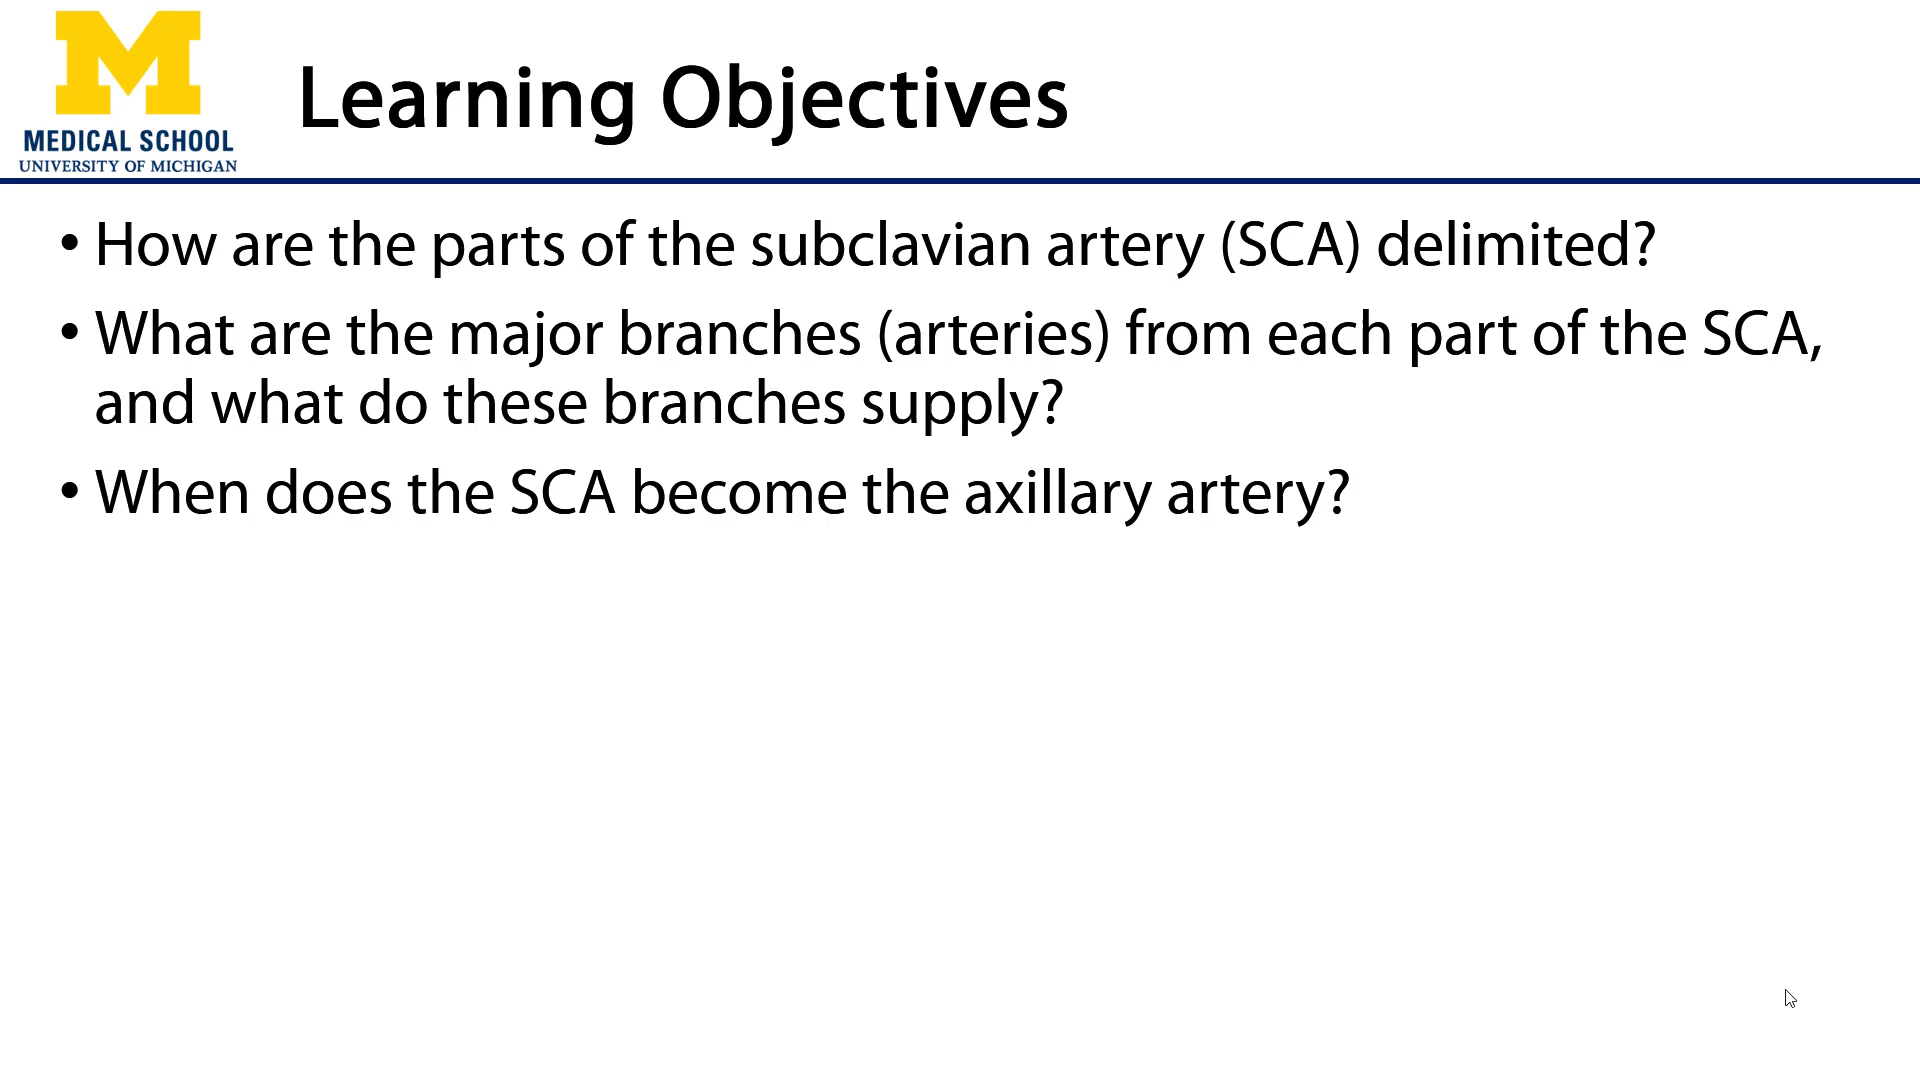 M
MEDICAL SCHOOL
UNIVERSITY OF MICHIGAN
Learning Objectives
• How are the parts of the subclavian artery (SCA) delimited?
• What are the major branches (arteries) from each part of the SCA,
and what do these branches supply?
• When does the SCA become the axillary artery?